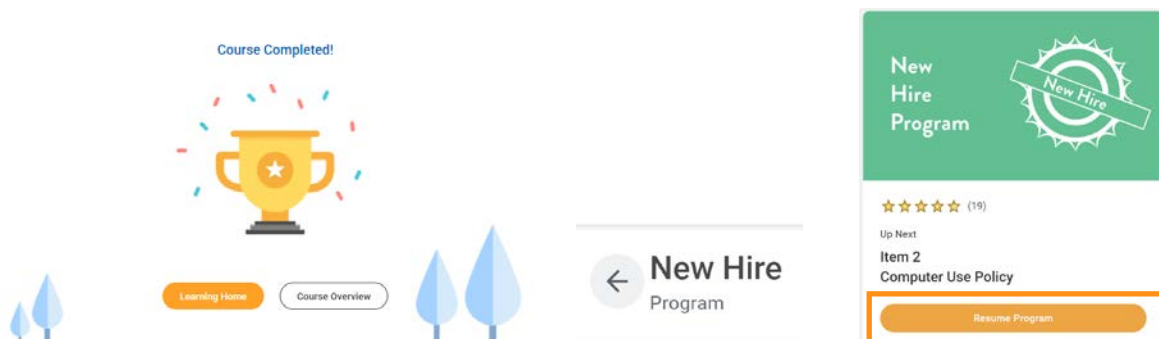 Course Completed!
Learning Home
Course Overview
New Hire
Program
New
Hire
Program
New Hire
(19)
Up Next
Item 2
Computer Use Policy
Resume Program